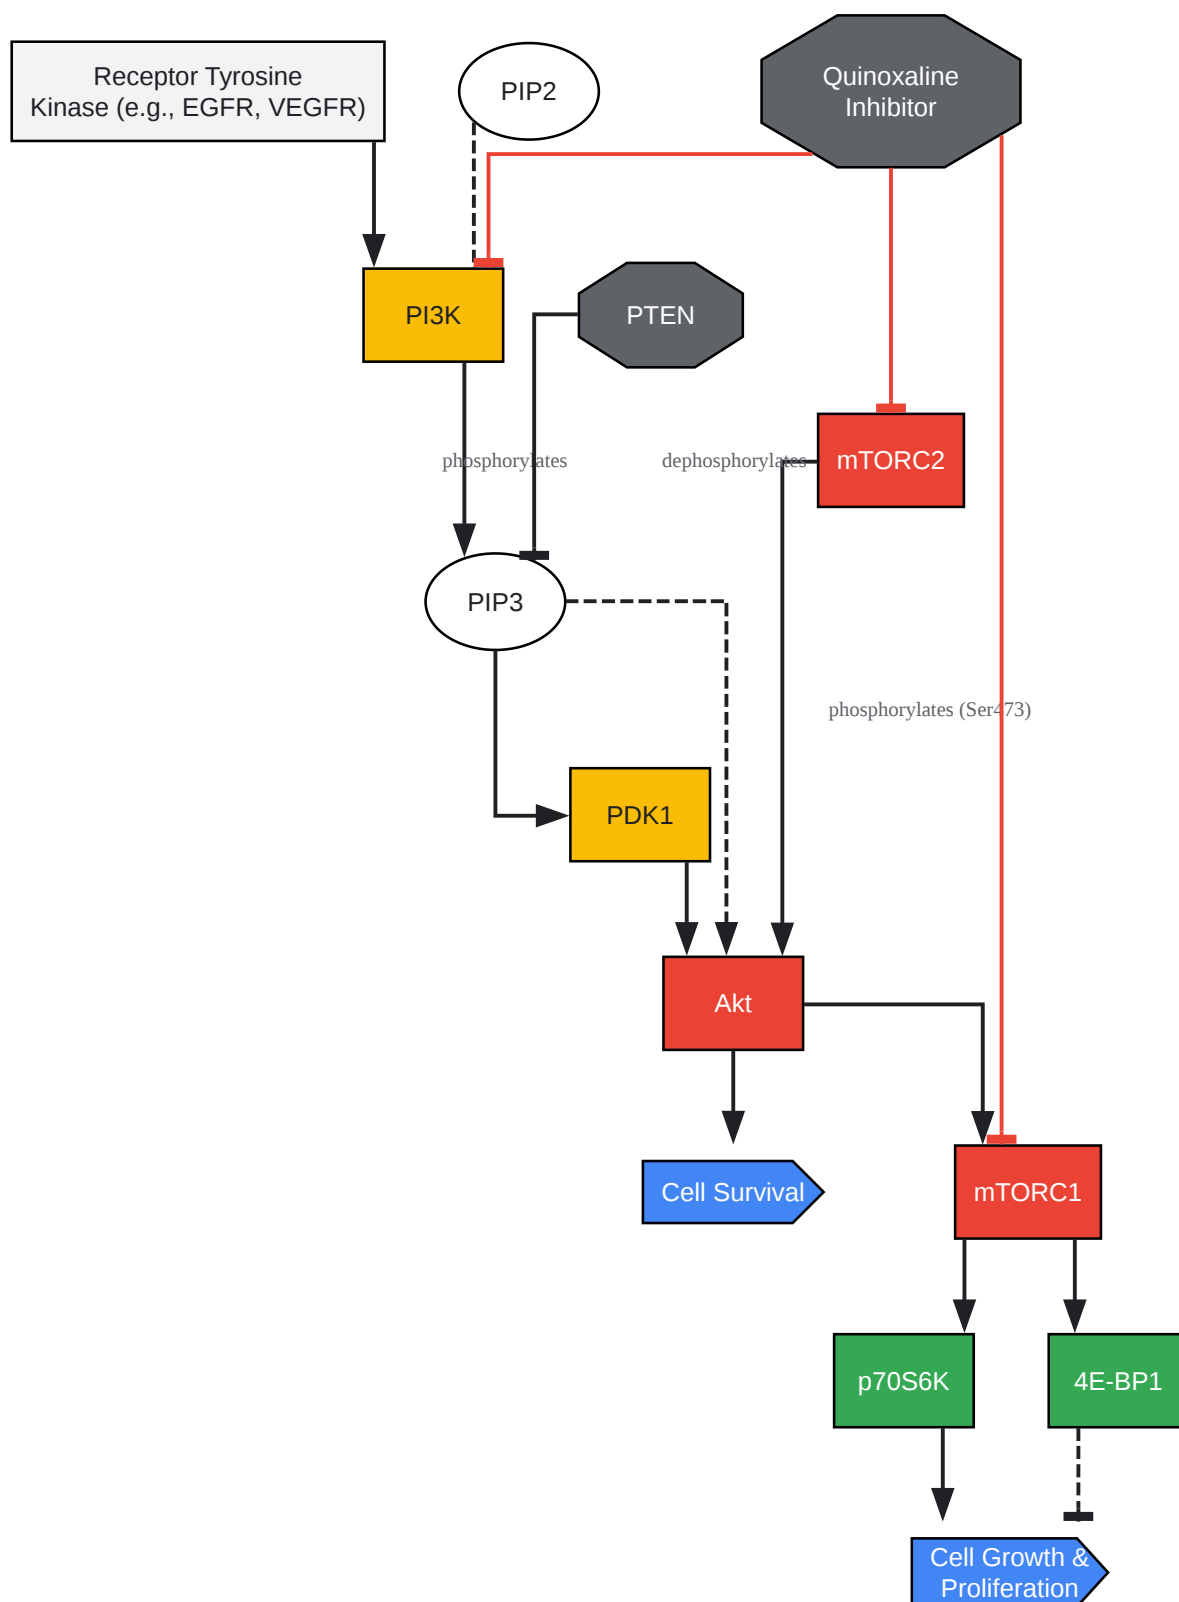 Receptor Tyrosine
Kinase (e.g., EGFR, VEGFR)
PIP2
Quinoxaline
Inhibitor
PI3K
PTEN
phosphorylates
dephosphorylates
mTORC2
PIP3
phosphorylates (Ser473)
PDK1
Akt
Cell Survival
mTORC1
p70S6K
4E-BP1
Cell Growth &
Proliferation